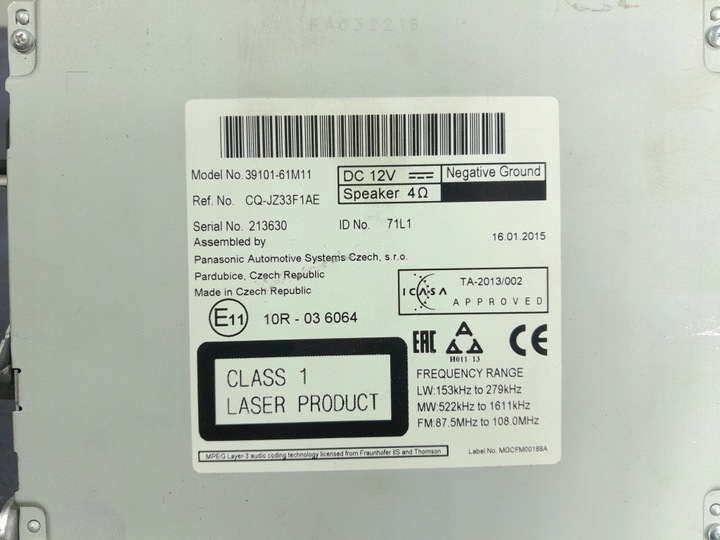 FA032216
Model No. 39101-61M11
DC 12V
Negative Ground
Ref. No. CQ-JZ33F1AE
Speaker 4Ω
Serial No. 213630
ID No. 71L1
16.01.2015
Assembled by
Panasonic Automotive Systems Czech, s.r.o.
Pardubice, Czech Republic
Made in Czech Republic
ICASA
TA-2013/002
APPROVED
E11
10R - 03 6064
EAC
И011 13
CE
CLASS 1
LASER PRODUCT
FREQUENCY RANGE
LW:153kHz to 279kHz
MW:522kHz to 1611kHz
FM:87.5MHz to 108.0MHz
MPEG Layer-3 audio coding technology licensed from Fraunhofer IIS and Thomson
Label No. MGCFM00188A